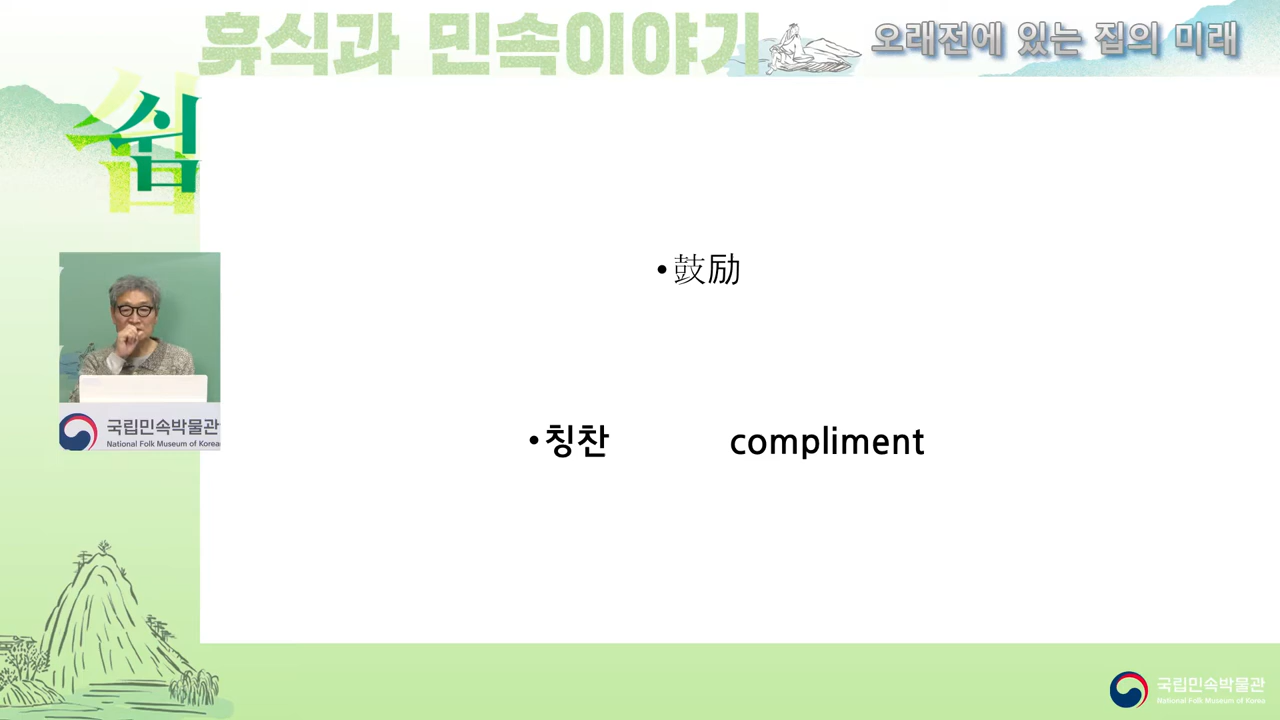 휴식과 민속이야기
오래전에 있는 집의 미래
쉼
•鼓励
국립민속박물관
National Folk Museum of Korea
•칭찬 compliment
국립민속박물관
National Folk Museum of Korea